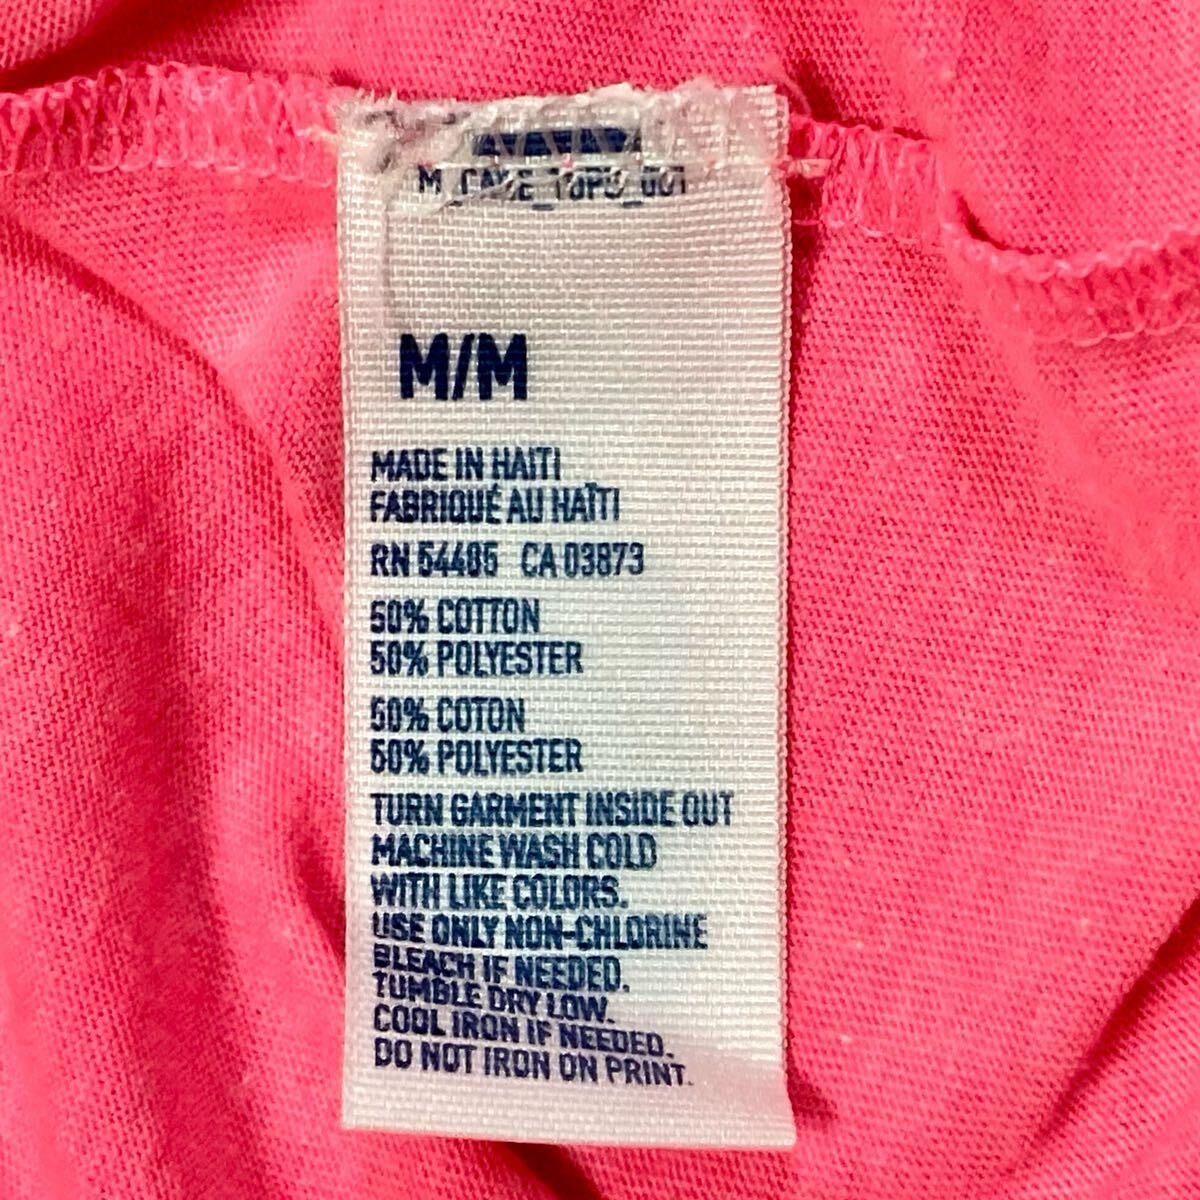 M/M
MADE IN HAITI
FABRIQUÉ AU HAÏTI
RN 54485 CA 03873
50% COTTON
50% POLYESTER
50% COTON
50% POLYESTER
TURN GARMENT INSIDE OUT
MACHINE WASH COLD
WITH LIKE COLORS.
USE ONLY NON-CHLORINE
BLEACH IF NEEDED.
TUMBLE DRY LOW.
COOL IRON IF NEEDED.
DO NOT IRON ON PRINT.